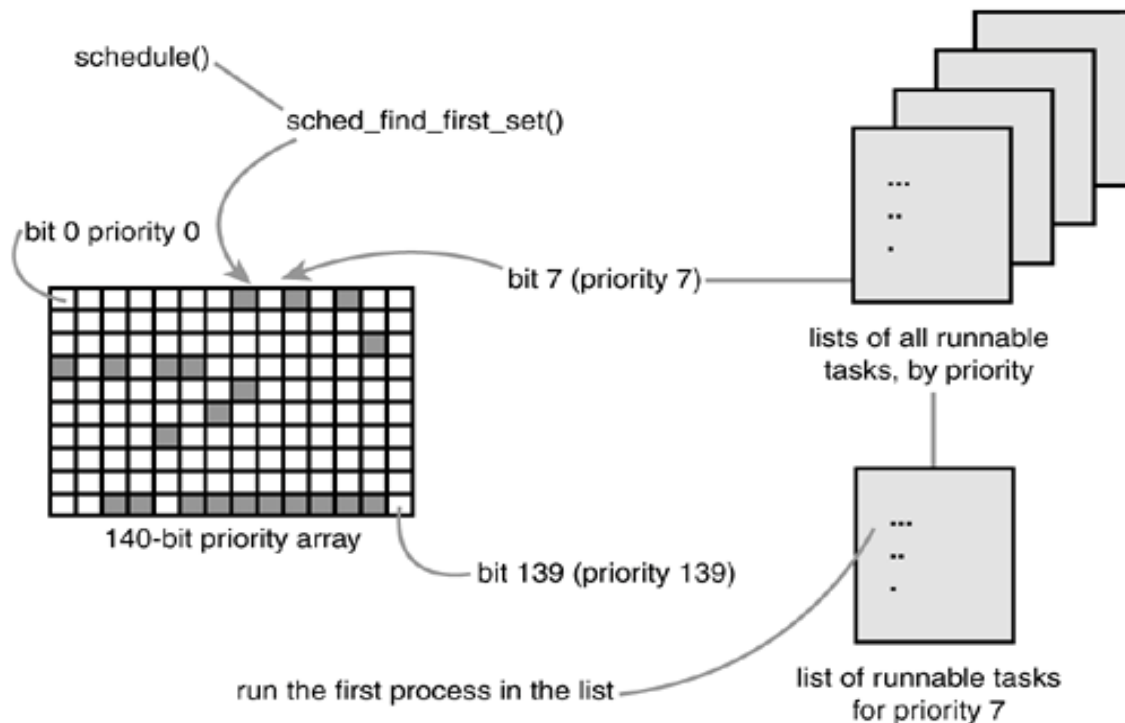 schedule()
sched_find_first_set()
bit 0 priority 0
bit 7 (priority 7)
...
..
.
lists of all runnable
tasks, by priority
140-bit priority array
bit 139 (priority 139)
...
..
.
run the first process in the list
list of runnable tasks
for priority 7